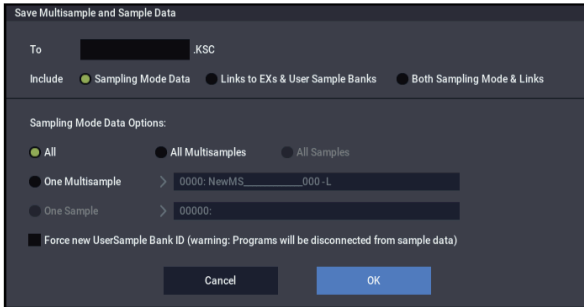 Save Multisample and Sample Data
To .KSC
Include Sampling Mode Data Links to EXs & User Sample Banks Both Sampling Mode & Links
Sampling Mode Data Options:
All All Multisamples All Samples
One Multisample > 0000: NewMS____________000-L
One Sample > 00000:
Force new UserSample Bank ID (warning: Programs will be disconnected from sample data)
Cancel OK